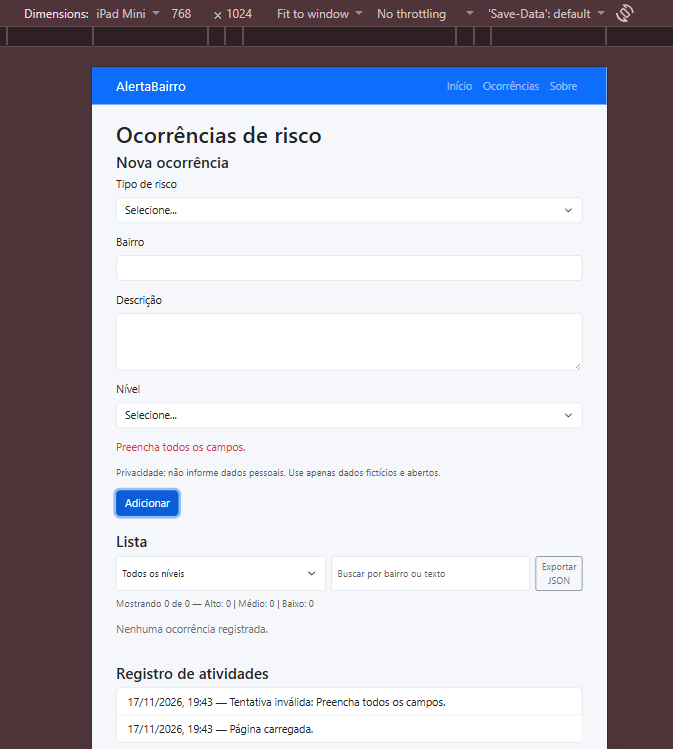 Dimensions: iPad Mini 768 × 1024 Fit to window No throttling 'Save-Data': default
AlertaBairro Início Ocorrências Sobre
Ocorrências de risco
Nova ocorrência
Tipo de risco
Selecione...
Bairro
Descrição
Nível
Selecione...
Preencha todos os campos.
Privacidade: não informe dados pessoais. Use apenas dados fictícios e abertos.
Adicionar
Lista
Todos os níveis Buscar por bairro ou texto Exportar
JSON
Mostrando 0 de 0 — Alto: 0 | Médio: 0 | Baixo: 0
Nenhuma ocorrência registrada.
Registro de atividades
17/11/2026, 19:43 — Tentativa inválida: Preencha todos os campos.
17/11/2026, 19:43 — Página carregada.